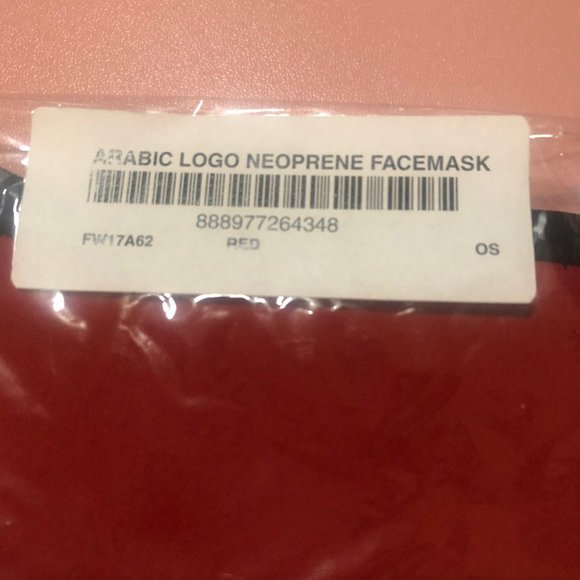 ARABIC LOGO NEOPRENE FACEMASK
888977264348
FW17A62 RED OS